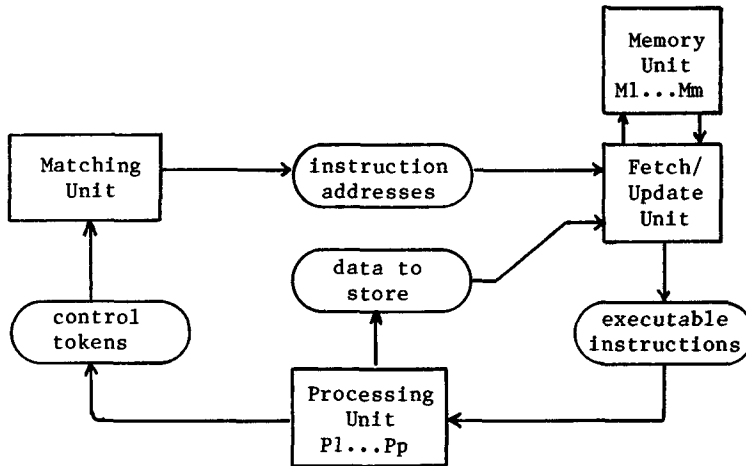 Memory
Unit
M1...Mm
Matching
Unit
instruction
addresses
Fetch/
Update
Unit
data to
store
control
tokens
executable
instructions
Processing
Unit
P1...Pp